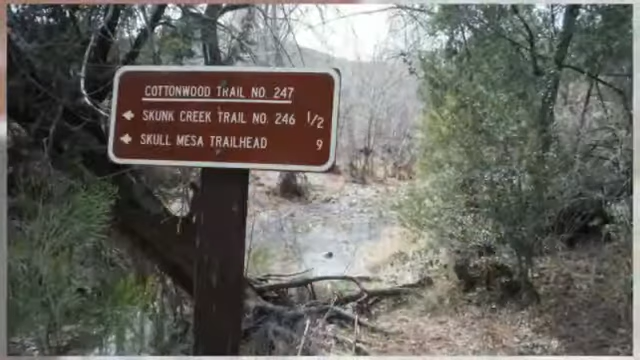 COTTONWOOD TRAIL NO. 247
SKUNK CREEK TRAIL NO. 246 1/2
SKULL MESA TRAILHEAD 9